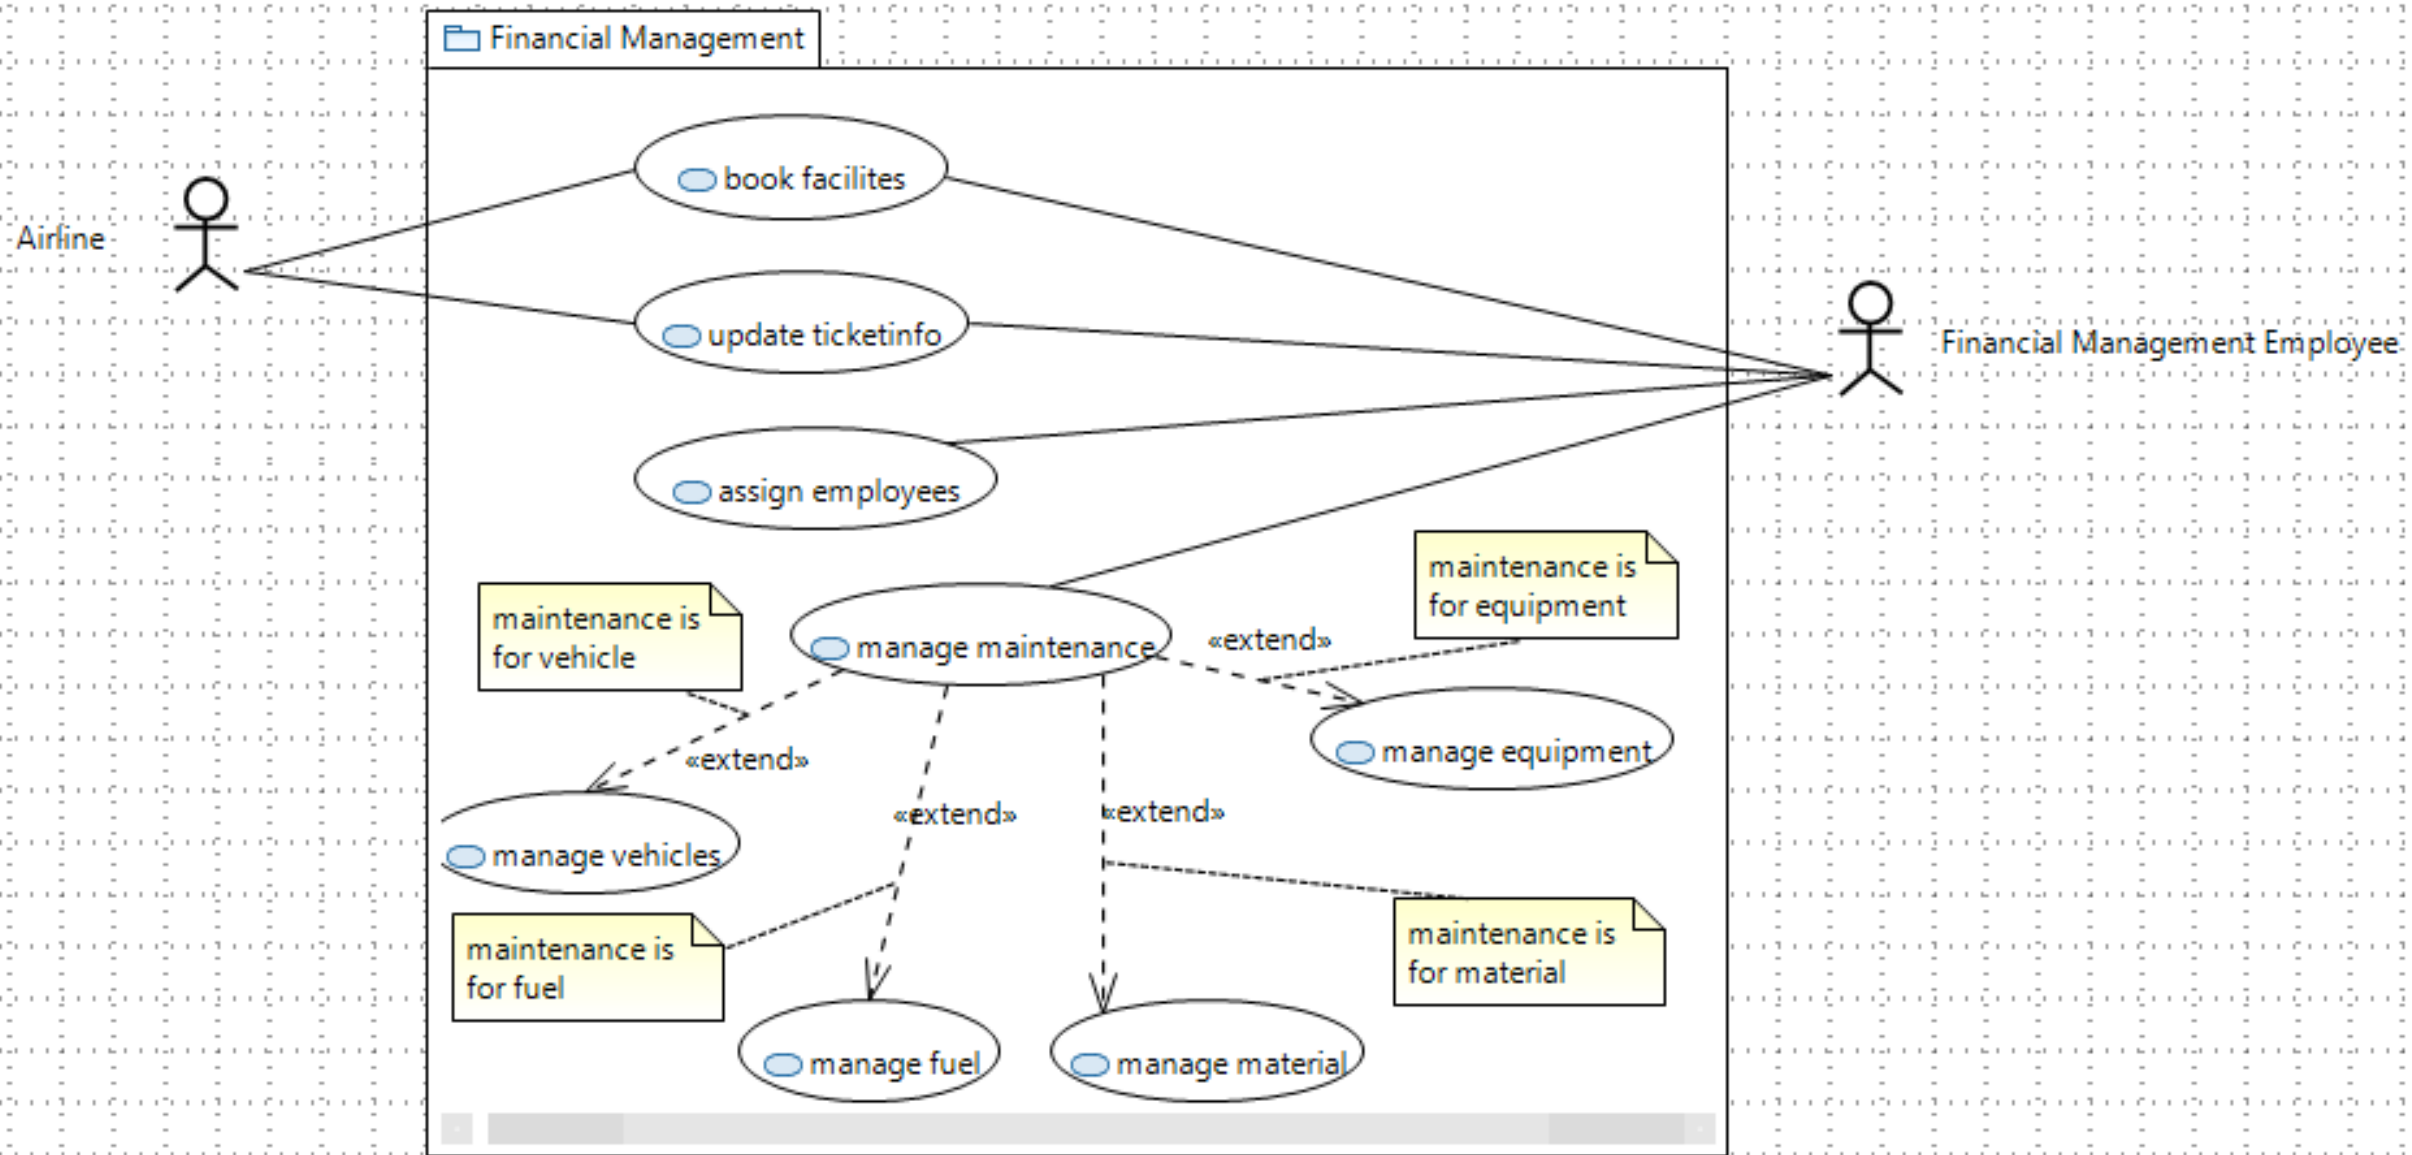 Financial Management
book facilites
Airline
update ticketinfo
Financial Management Employee
assign employees
maintenance is
for equipment
maintenance is
for vehicle
manage maintenance
«extend»
manage equipment
«extend»
«extend»
«extend»
manage vehicles
maintenance is
for fuel
maintenance is
for material
manage fuel
manage material